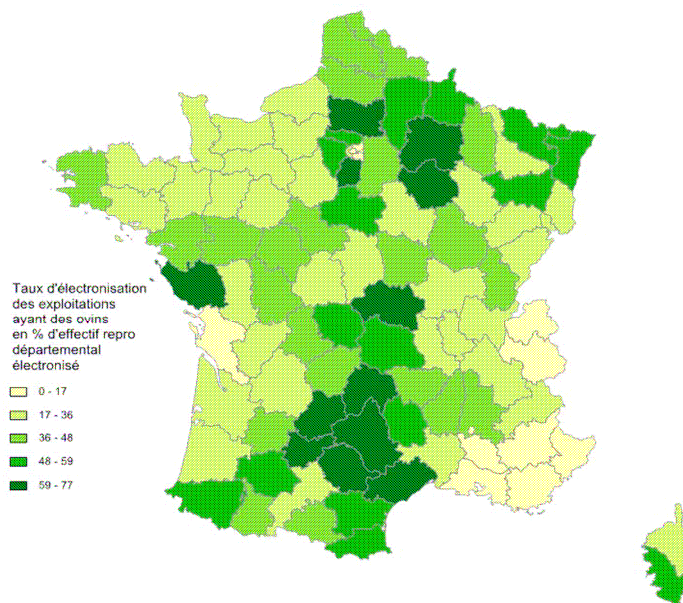 Taux d'électronisation
des exploitations
ayant des ovins
en % d'effectif repro
départemental
électronisé
0 - 17
17 - 36
36 - 48
48 - 59
59 - 77